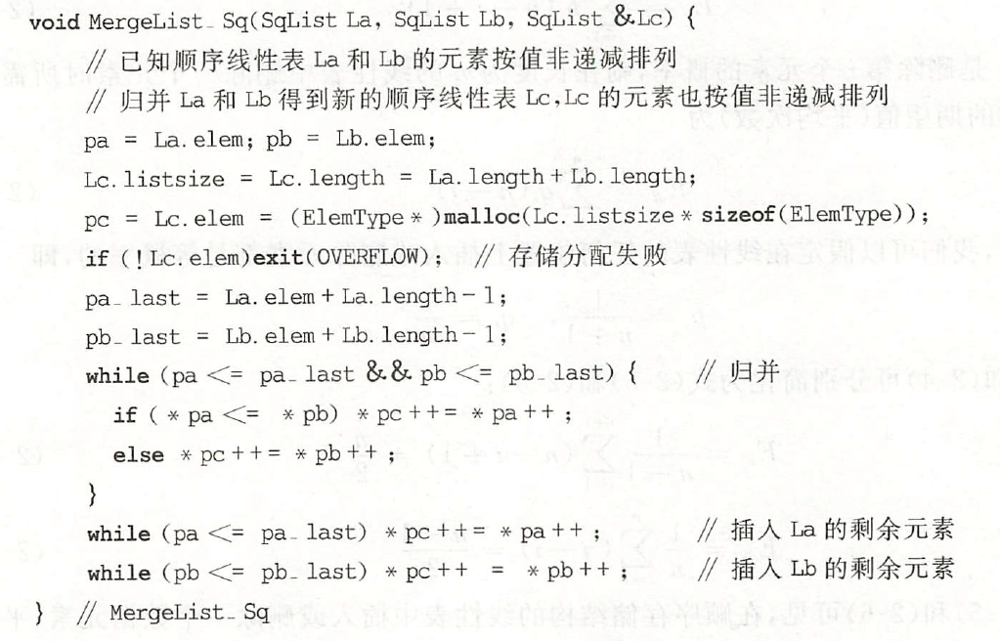 void MergeList_Sq(SqList La, SqList Lb, SqList &Lc) {
// 已知顺序线性表 La 和 Lb 的元素按值非递减排列
// 归并 La 和 Lb 得到新的顺序线性表 Lc,Lc 的元素也按值非递减排列
pa = La.elem; pb = Lb.elem;
Lc.listsize = Lc.length = La.length+Lb.length;
pc = Lc.elem = (ElemType*)malloc(Lc.listsize*sizeof(ElemType));
if (!Lc.elem)exit(OVERFLOW); // 存储分配失败
pa_last = La.elem+La.length-1;
pb_last = Lb.elem+Lb.length-1;
while (pa <= pa_last && pb <= pb_last) { // 归并
if (*pa <= *pb) *pc++= *pa++;
else *pc++= *pb++;
}
while (pa <= pa_last) *pc++= *pa++; // 插入 La 的剩余元素
while (pb <= pb_last) *pc++ = *pb++; // 插入 Lb 的剩余元素
} // MergeList_Sq